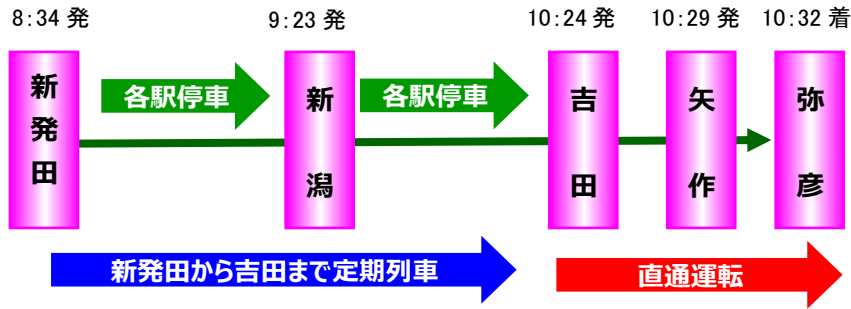 8:34 発
9:23 発
10:24 発
10:29 発
10:32 着
新発田
各駅停車
新潟
各駅停車
吉田
矢作
弥彦
新発田から吉田まで定期列車
直通運転